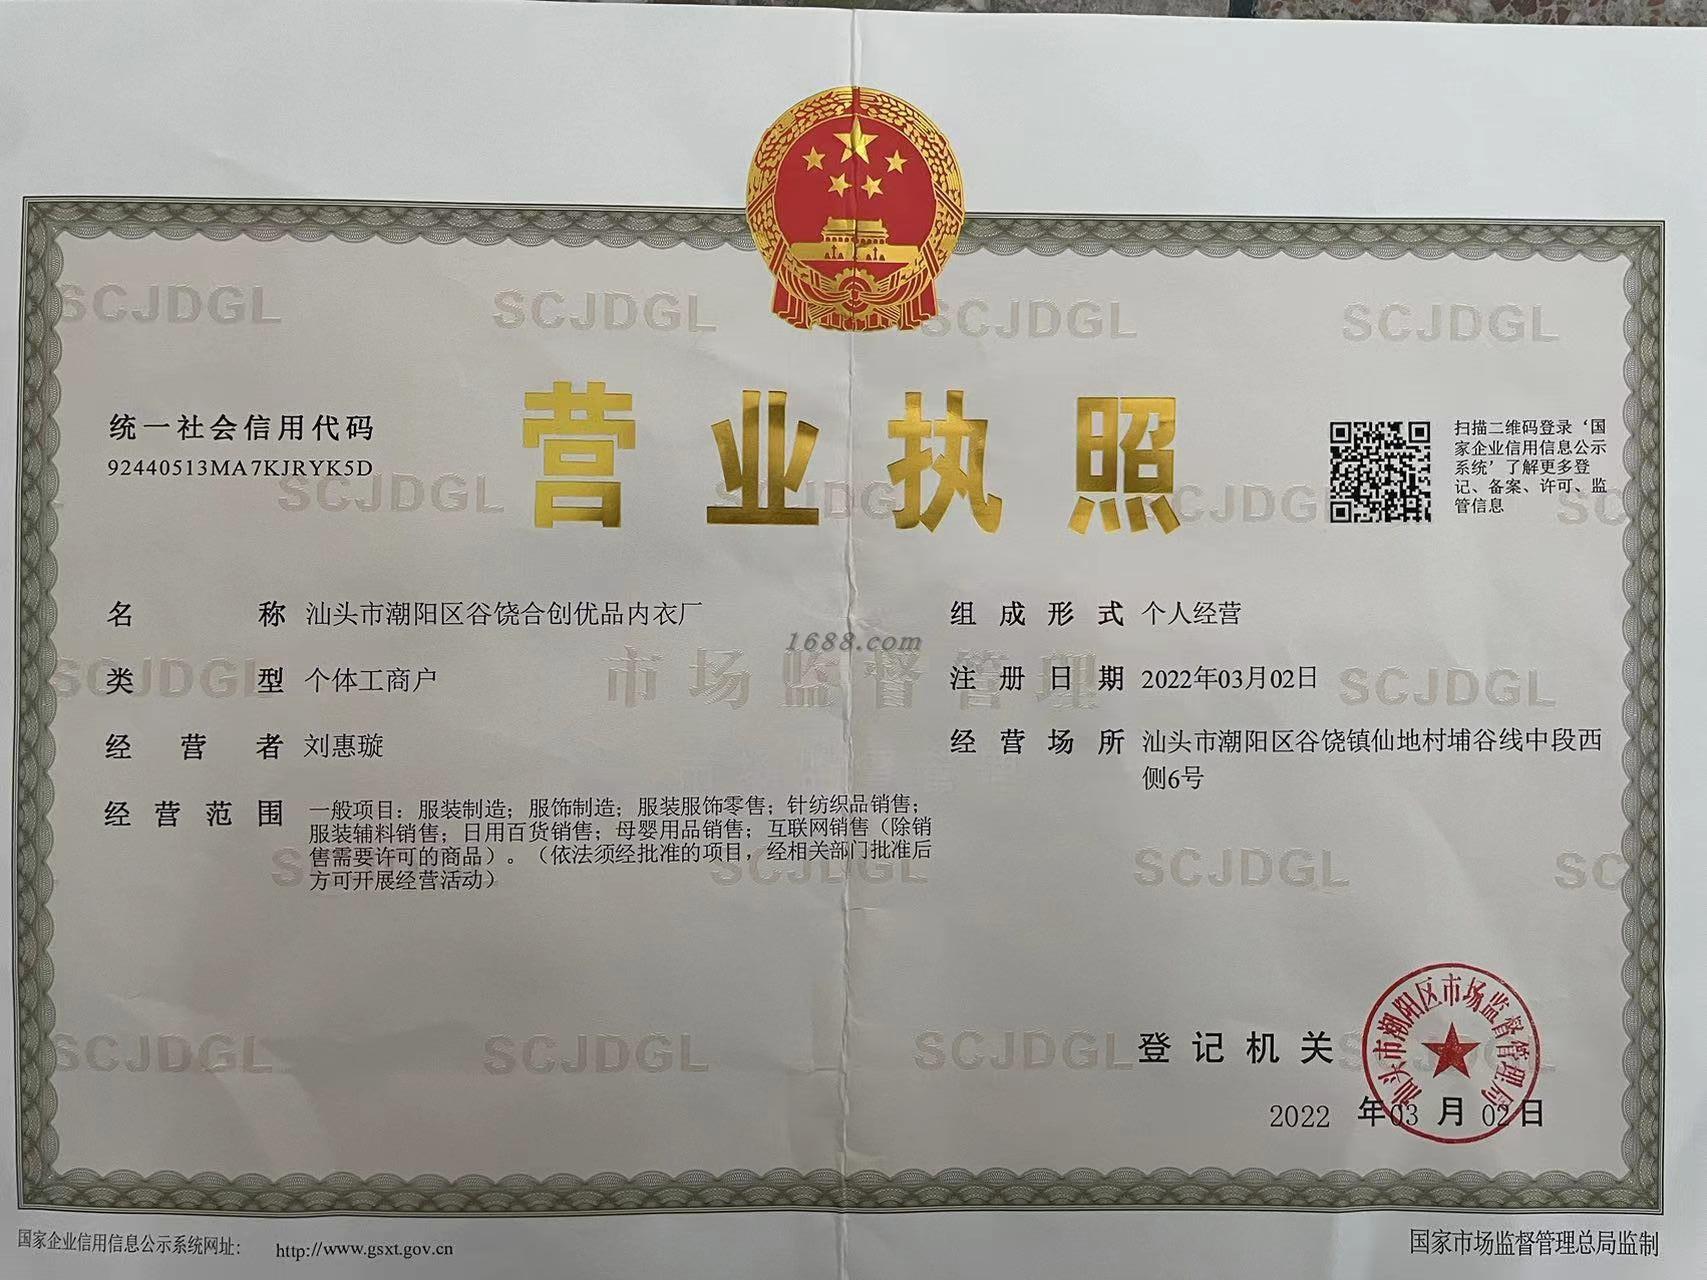 营业执照
统一社会信用代码
92440513MA7KJRYK5D
扫描二维码登录‘国
家企业信用信息公示
系统’了解更多登
记、备案、许可、监
管信息
名称 汕头市潮阳区谷饶合创优品内衣厂
类型 个体工商户
经营者 刘惠璇
经营范围 一般项目：服装制造；服饰制造；服装服饰零售；针纺织品销售；
服装辅料销售；日用百货销售；母婴用品销售；互联网销售（除销
售需要许可的商品）。（依法须经批准的项目，经相关部门批准后
方可开展经营活动）
组成形式 个人经营
注册日期 2022年03月02日
经营场所 汕头市潮阳区谷饶镇仙地村埔谷线中段西
侧6号
1688.com
市场监督管理
SCJDGL SCJDGL SCJDGL SCJDGL
SCJDGL SCJDGL SCJDGL
SCJDGL SCJDGL
SCJDGL SCJDGL SCJDGL
SCJDGL SCJDGL SCJDGL
登记机关
汕头市潮阳区市场监督管理局
2022 年03 月 02日
国家企业信用信息公示系统网址： http://www.gsxt.gov.cn
国家市场监督管理总局监制